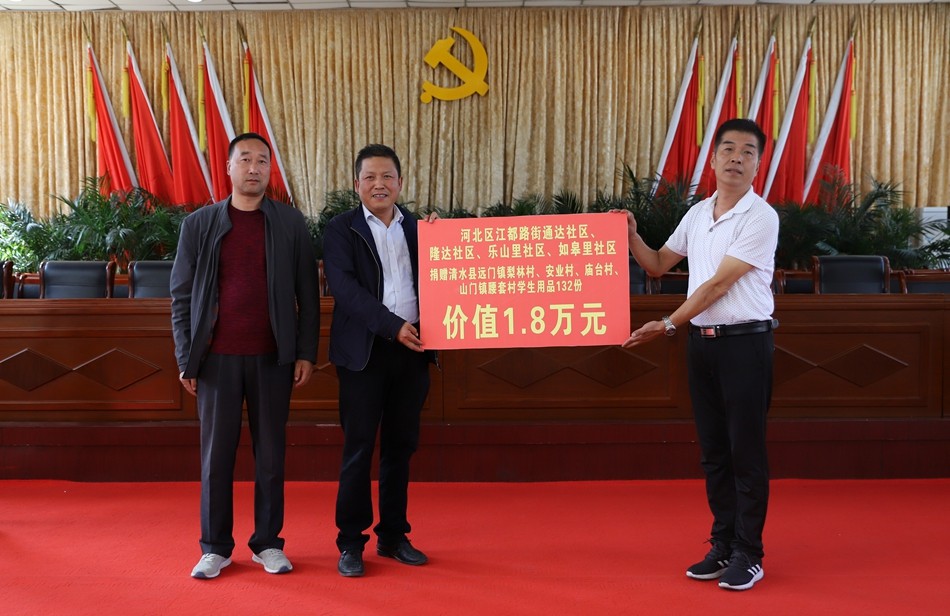 河北区江都路街通达社区、
隆达社区、乐山里社区、如皋里社区
捐赠清水县远门镇梨林村、安业村、庙台村、
山门镇腰套村学生用品132份
价值1.8万元